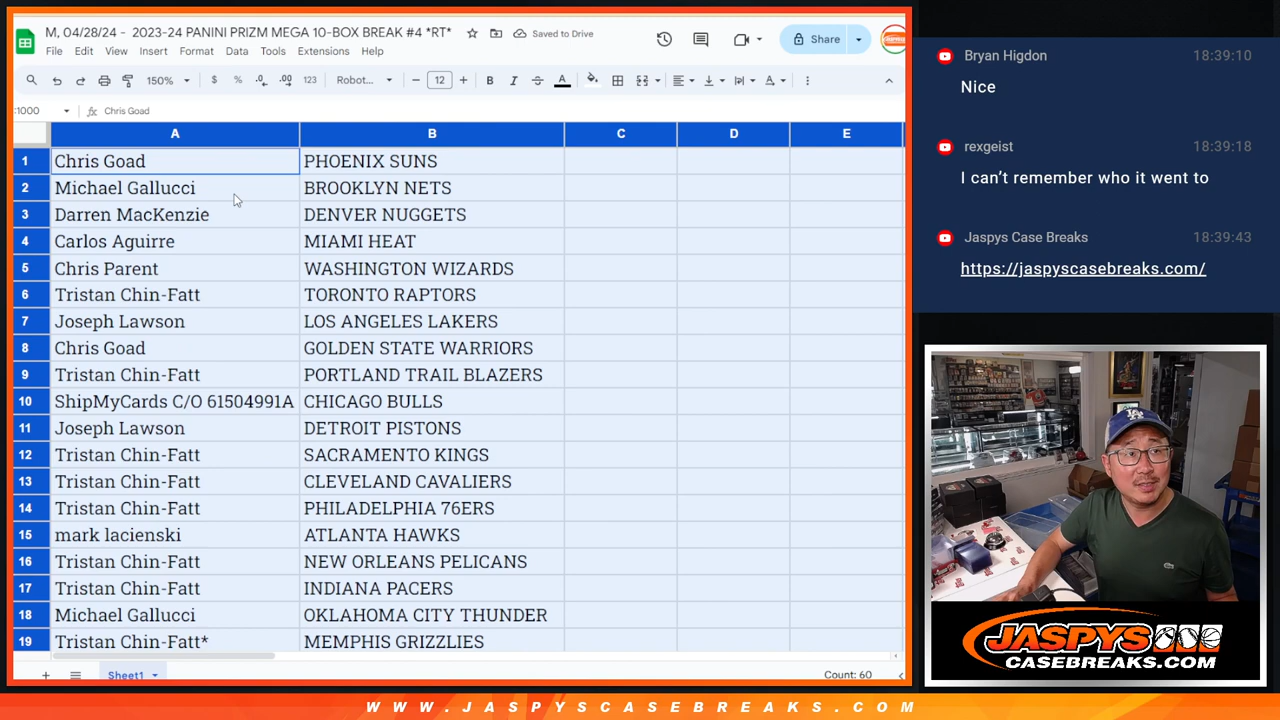 M, 04/28/24 - 2023-24 PANINI PRIZM MEGA 10-BOX BREAK #4 *RT*
Saved to Drive
Share
File Edit View Insert Format Data Tools Extensions Help
150% $ % .0 .00 123 Robot... − 12 + B I A
:1000 fx Chris Goad
A B C D E
1 Chris Goad PHOENIX SUNS
2 Michael Gallucci BROOKLYN NETS
3 Darren MacKenzie DENVER NUGGETS
4 Carlos Aguirre MIAMI HEAT
5 Chris Parent WASHINGTON WIZARDS
6 Tristan Chin-Fatt TORONTO RAPTORS
7 Joseph Lawson LOS ANGELES LAKERS
8 Chris Goad GOLDEN STATE WARRIORS
9 Tristan Chin-Fatt PORTLAND TRAIL BLAZERS
10 ShipMyCards C/O 61504991A CHICAGO BULLS
11 Joseph Lawson DETROIT PISTONS
12 Tristan Chin-Fatt SACRAMENTO KINGS
13 Tristan Chin-Fatt CLEVELAND CAVALIERS
14 Tristan Chin-Fatt PHILADELPHIA 76ERS
15 mark lacienski ATLANTA HAWKS
16 Tristan Chin-Fatt NEW ORLEANS PELICANS
17 Tristan Chin-Fatt INDIANA PACERS
18 Michael Gallucci OKLAHOMA CITY THUNDER
19 Tristan Chin-Fatt* MEMPHIS GRIZZLIES
+ Sheet1 Count: 60
Bryan Higdon 18:39:10
Nice
rexgeist 18:39:18
I can't remember who it went to
Jaspys Case Breaks 18:39:43
https://jaspyscasebreaks.com/
LA
JASPYS
CASEBREAKS.COM
WWW.JASPYSCASEBREAKS.COM